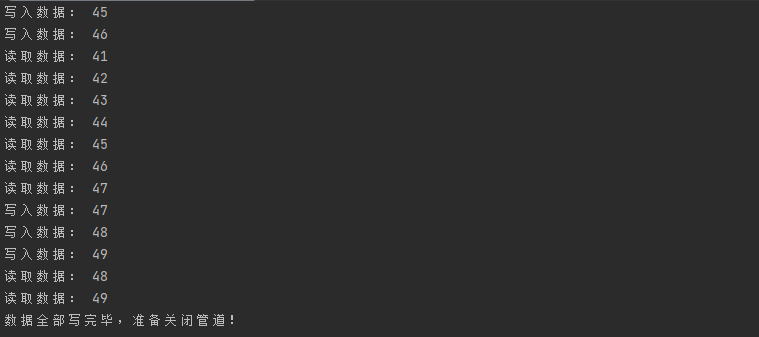 写入数据： 45
写入数据： 46
读取数据： 41
读取数据： 42
读取数据： 43
读取数据： 44
读取数据： 45
读取数据： 46
读取数据： 47
写入数据： 47
写入数据： 48
写入数据： 49
读取数据： 48
读取数据： 49
数据全部写完毕，准备关闭管道！